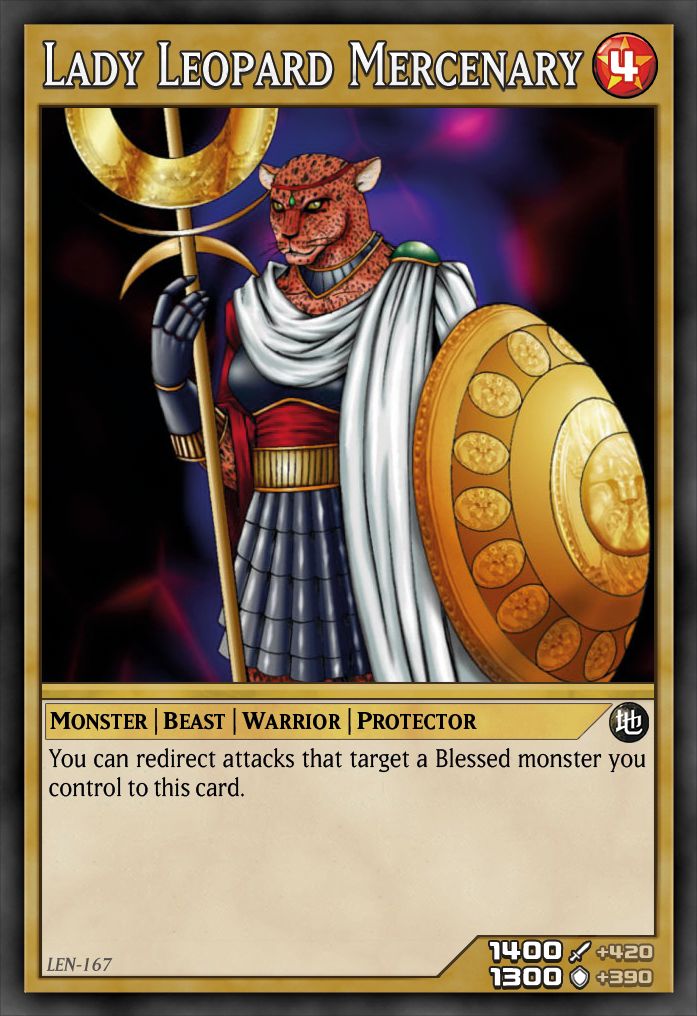 LADY LEOPARD MERCENARY 4
MONSTER | BEAST | WARRIOR | PROTECTOR 地
You can redirect attacks that target a Blessed monster you
control to this card.
LEN-167
1400 +420
1300 +390